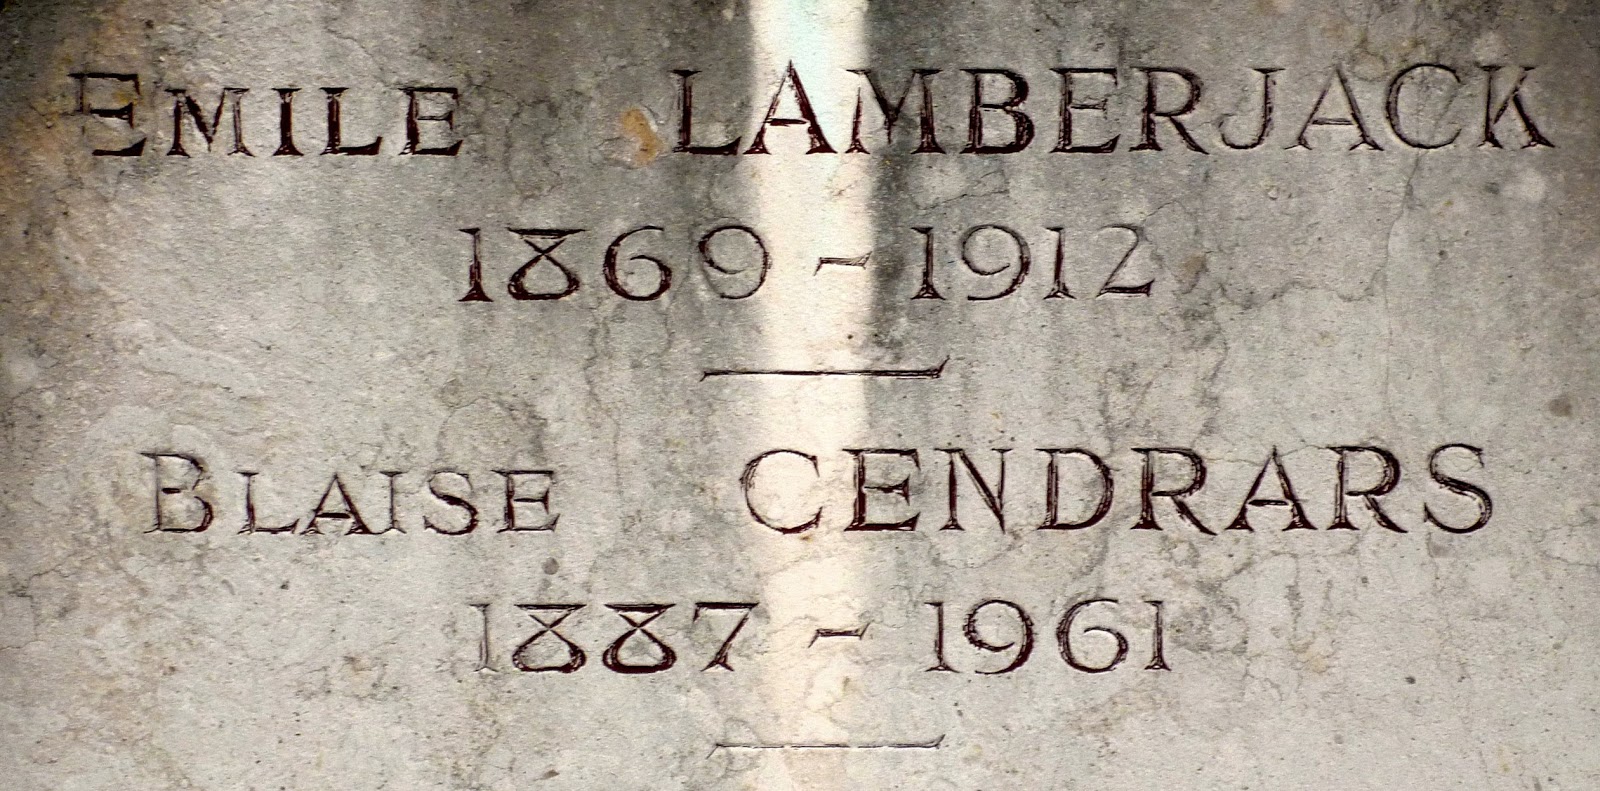 EMILE LAMBERJACK
1869 - 1912
BLAISE CENDRARS
1887 - 1961